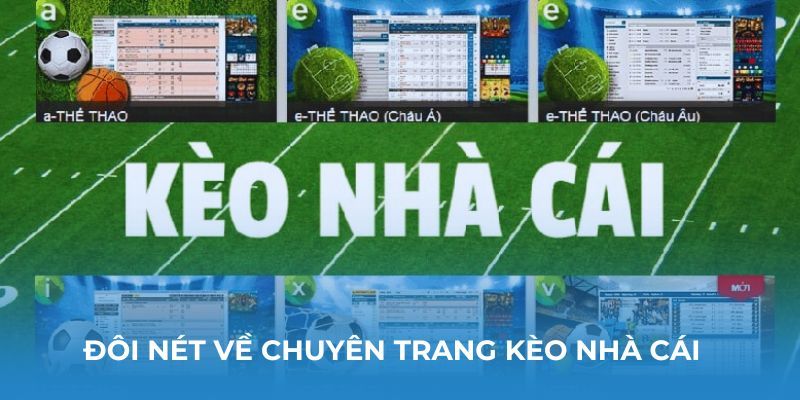 a
e
e
a-THỂ THAO
e-THỂ THAO (Châu Á)
e-THỂ THAO (Châu Âu)
KÈO NHÀ CÁI
i
x
v
MỚI
ĐÔI NÉT VỀ CHUYÊN TRANG KÈO NHÀ CÁI